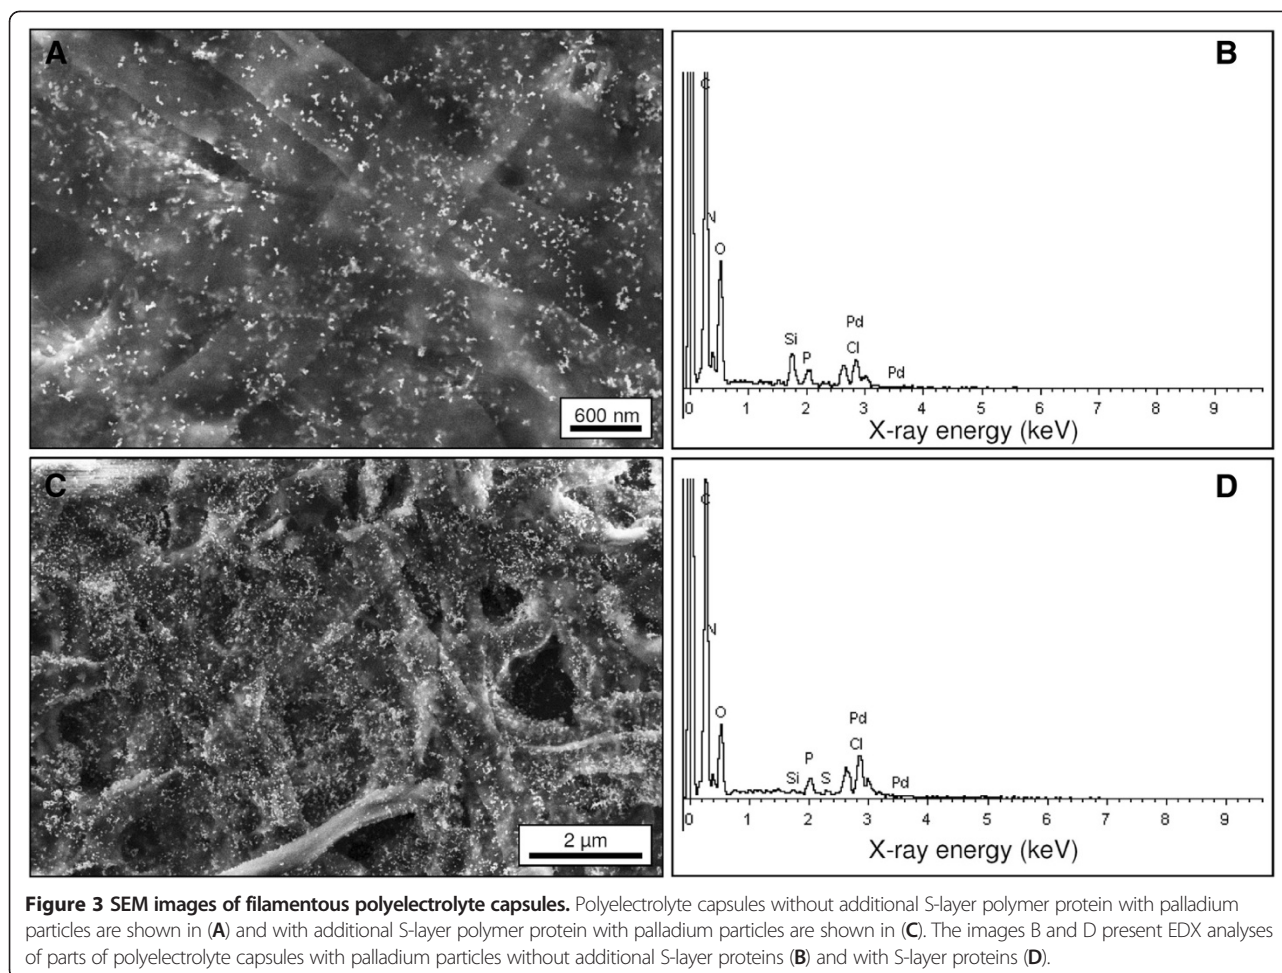 A
600 nm
B
C
N
O
Si
P
Pd
Cl
Pd
0 1 2 3 4 5 6 7 8 9
X-ray energy (keV)
C
2 µm
D
C
N
O
Si
P
S
Pd
Cl
Pd
0 1 2 3 4 5 6 7 8 9
X-ray energy (keV)
Figure 3 SEM images of filamentous polyelectrolyte capsules. Polyelectrolyte capsules without additional S-layer polymer protein with palladium
particles are shown in (A) and with additional S-layer polymer protein with palladium particles are shown in (C). The images B and D present EDX analyses
of parts of polyelectrolyte capsules with palladium particles without additional S-layer proteins (B) and with S-layer proteins (D).